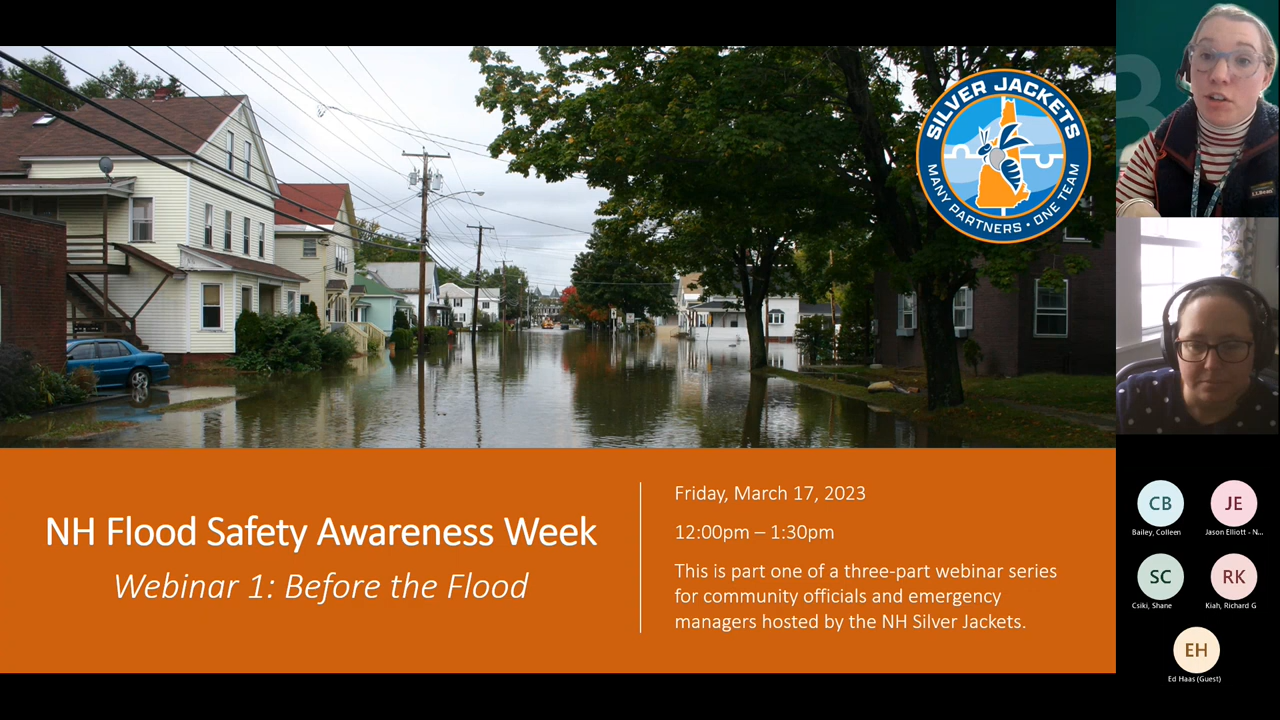 SILVER JACKETS
MANY PARTNERS • ONE TEAM
NH Flood Safety Awareness Week
Webinar 1: Before the Flood
Friday, March 17, 2023
12:00pm – 1:30pm
This is part one of a three-part webinar series
for community officials and emergency
managers hosted by the NH Silver Jackets.
CB
Bailey, Colleen
JE
Jason Elliott - N...
SC
Csiki, Shane
RK
Kiah, Richard G
EH
Ed Haas (Guest)